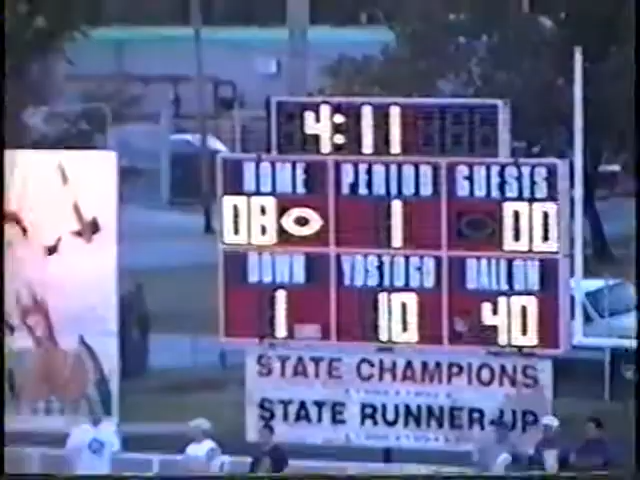 4:11
HOME PERIOD GUESTS
08 1 00
DOWN YDS TO GO BALL ON
1 10 40
STATE CHAMPIONS
STATE RUNNER-UP